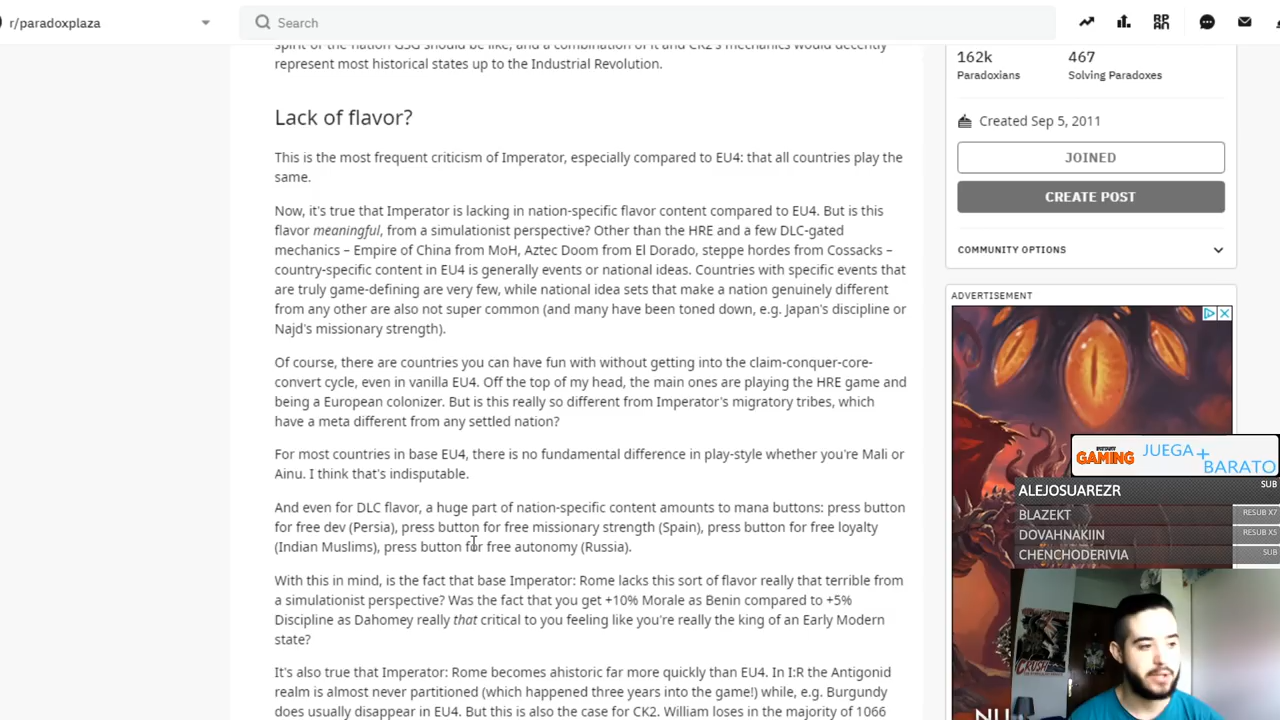 r/paradoxplaza
Search
spirit of the nation GSG should be like, and a combination of it and CK2's mechanics would decently
represent most historical states up to the Industrial Revolution.
Lack of flavor?
This is the most frequent criticism of Imperator, especially compared to EU4: that all countries play the
same.
Now, it's true that Imperator is lacking in nation-specific flavor content compared to EU4. But is this
flavor meaningful, from a simulationist perspective? Other than the HRE and a few DLC-gated
mechanics – Empire of China from MoH, Aztec Doom from El Dorado, steppe hordes from Cossacks –
country-specific content in EU4 is generally events or national ideas. Countries with specific events that
are truly game-defining are very few, while national idea sets that make a nation genuinely different
from any other are also not super common (and many have been toned down, e.g. Japan's discipline or
Najd's missionary strength).
Of course, there are countries you can have fun with without getting into the claim-conquer-core-
convert cycle, even in vanilla EU4. Off the top of my head, the main ones are playing the HRE game and
being a European colonizer. But is this really so different from Imperator's migratory tribes, which
have a meta different from any settled nation?
For most countries in base EU4, there is no fundamental difference in play-style whether you're Mali or
Ainu. I think that's indisputable.
And even for DLC flavor, a huge part of nation-specific content amounts to mana buttons: press button
for free dev (Persia), press button for free missionary strength (Spain), press button for free loyalty
(Indian Muslims), press button for free autonomy (Russia).
With this in mind, is the fact that base Imperator: Rome lacks this sort of flavor really that terrible from
a simulationist perspective? Was the fact that you get +10% Morale as Benin compared to +5%
Discipline as Dahomey really that critical to you feeling like you're really the king of an Early Modern
state?
It's also true that Imperator: Rome becomes ahistoric far more quickly than EU4. In I:R the Antigonid
realm is almost never partitioned (which happened three years into the game!) while, e.g. Burgundy
does usually disappear in EU4. But this is also the case for CK2. William loses in the majority of 1066
162k
467
Paradoxians
Solving Paradoxes
Created Sep 5, 2011
JOINED
CREATE POST
COMMUNITY OPTIONS
ADVERTISEMENT
INSTANT
GAMING
JUEGA+
BARATO
ALEJOSUAREZR SUB
BLAZEKT RESUB X7
DOVAHNAKIIN RESUB X5
CHENCHODERIVIA SUB
CRUSH
NU